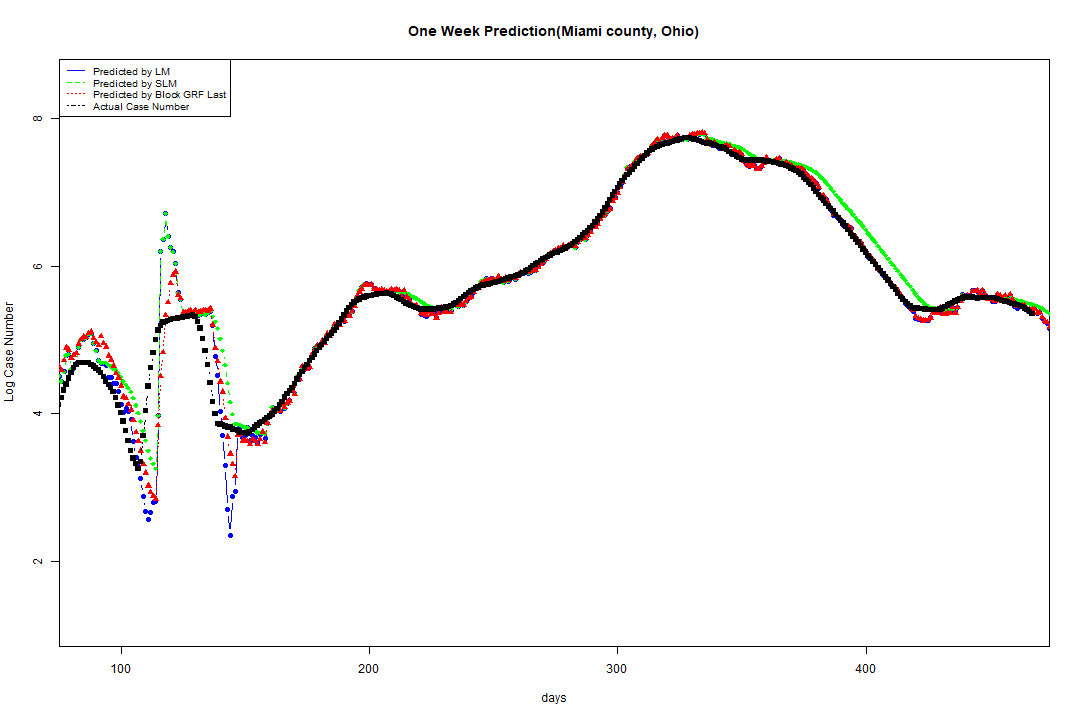 One Week Prediction(Miami county, Ohio)
Predicted by LM
Predicted by SLM
Predicted by Block GRF Last
Actual Case Number
8
6
4
2
Log Case Number
100 200 300 400
days